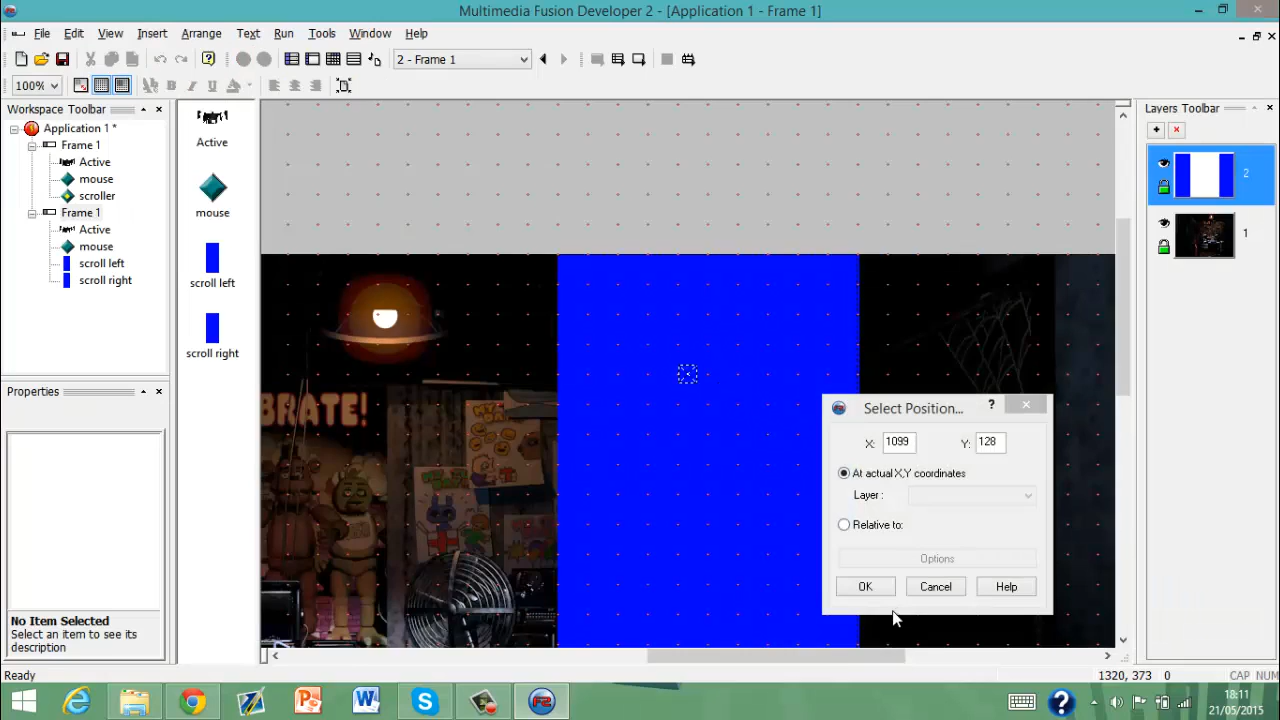 Multimedia Fusion Developer 2 - [Application 1 - Frame 1]
File Edit View Insert Arrange Text Run Tools Window Help
2 - Frame 1
100% B I U A
Workspace Toolbar
Application 1 *
Frame 1
Active
mouse
scroller
Frame 1
Active
mouse
scroll left
scroll right
Properties
No Item Selected
Select an item to see its
description
Active
mouse
scroll left
scroll right
BRATE!
Select Position...
X: 1099 Y: 128
At actual X,Y coordinates
Layer :
Relative to:
Options
OK Cancel Help
Layers Toolbar
2
1
Ready
1320, 373 0 CAP NUM
18:11
21/05/2015